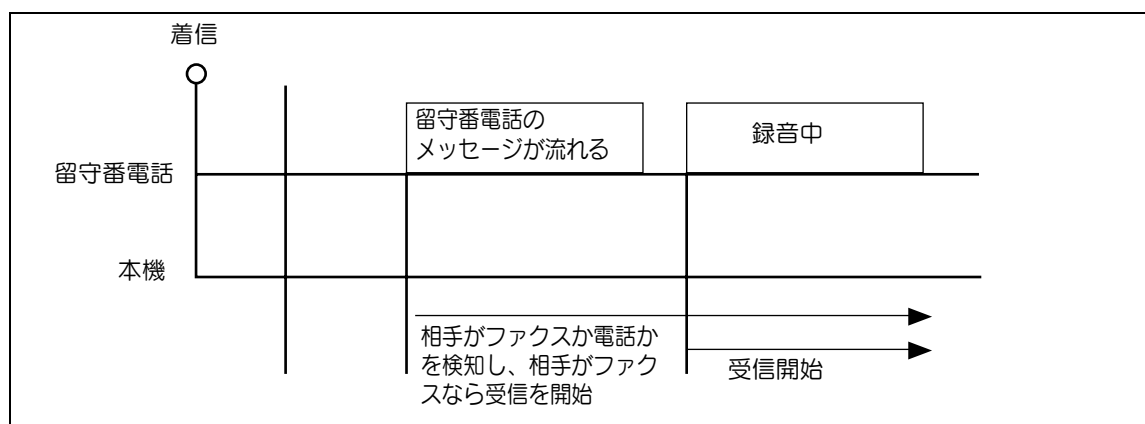 着信
留守番電話の
メッセージが流れる
録音中
留守番電話
本機
相手がファクスか電話か
を検知し、相手がファク
スなら受信を開始
受信開始